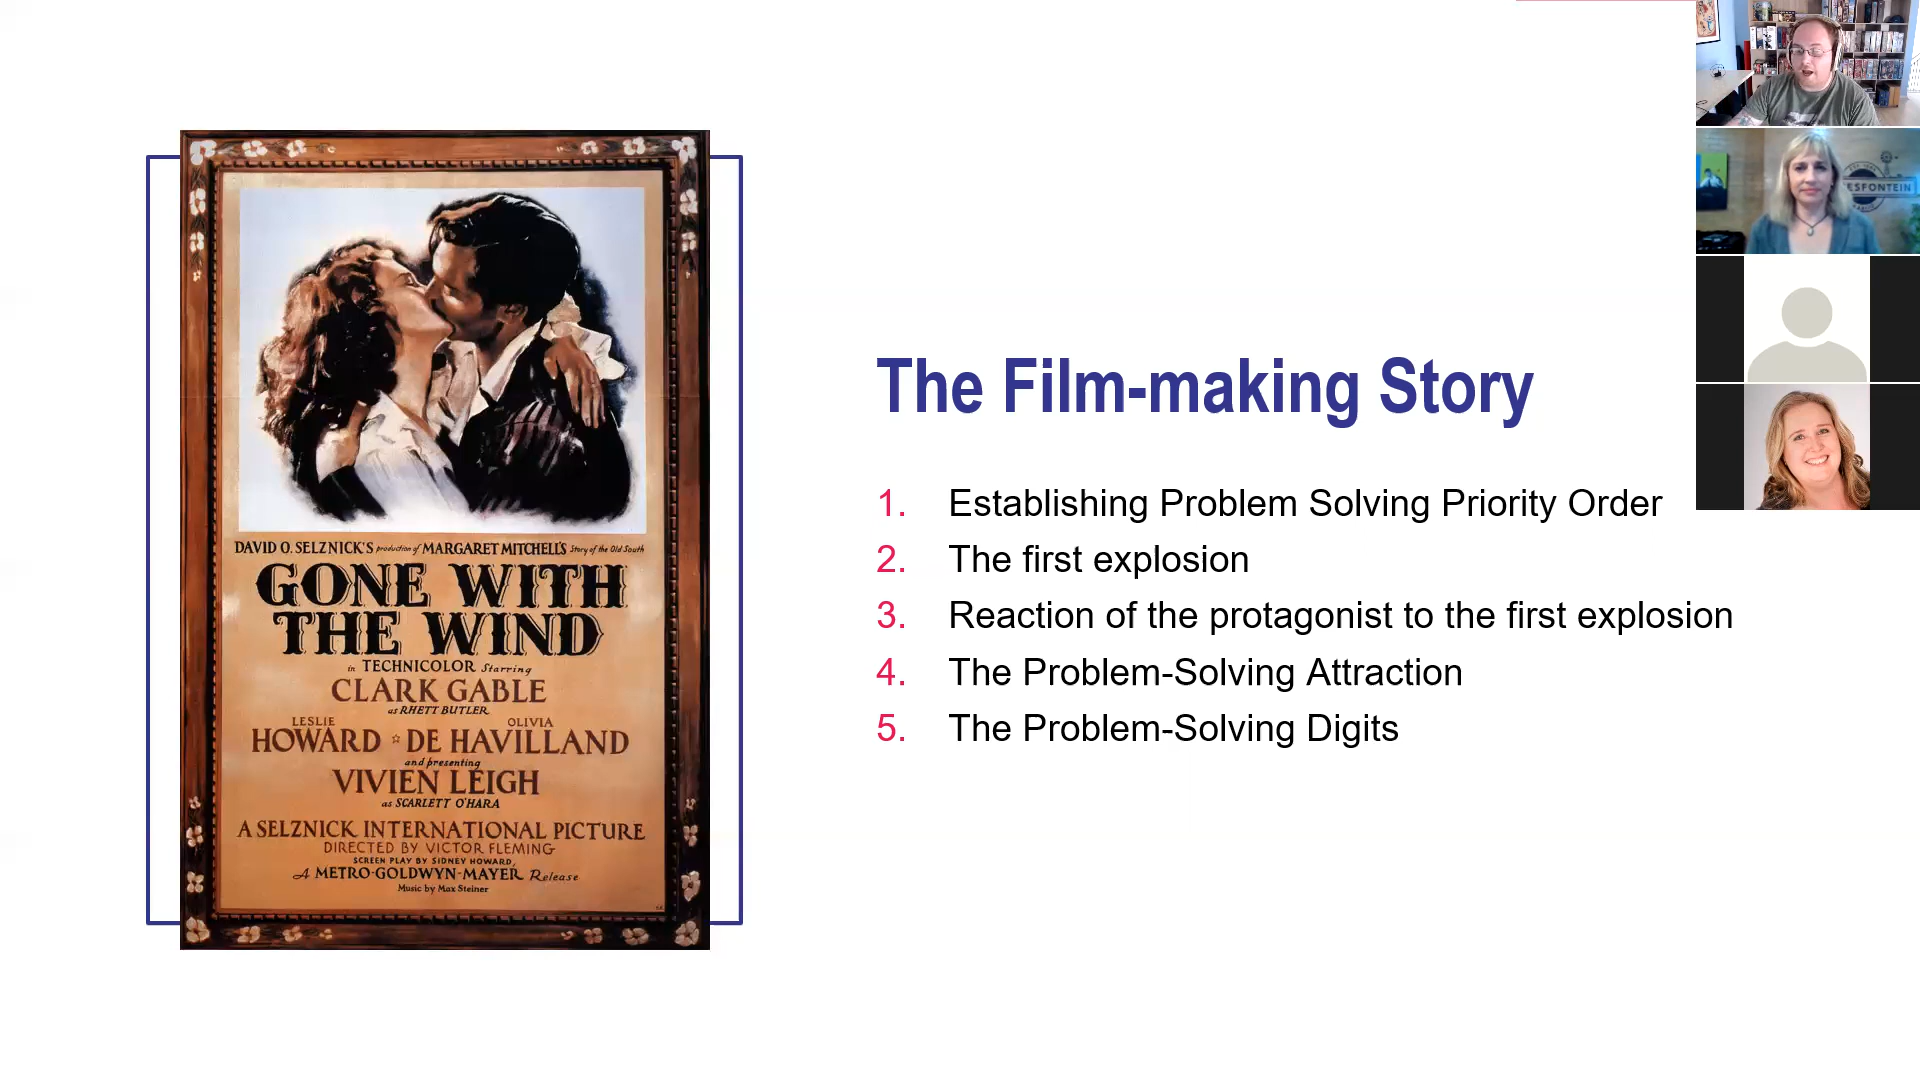 DAVID O. SELZNICK'S production of MARGARET MITCHELL'S Story of the Old South
GONE WITH
THE WIND
in TECHNICOLOR Starring
CLARK GABLE
as RHETT BUTLER
LESLIE OLIVIA
HOWARD ☆ DE HAVILLAND
and presenting
VIVIEN LEIGH
as SCARLETT O'HARA
A SELZNICK INTERNATIONAL PICTURE
DIRECTED BY VICTOR FLEMING
SCREEN PLAY BY SIDNEY HOWARD,
A METRO-GOLDWYN-MAYER Release
Music by Max Steiner
The Film-making Story
1. Establishing Problem Solving Priority Order
2. The first explosion
3. Reaction of the protagonist to the first explosion
4. The Problem-Solving Attraction
5. The Problem-Solving Digits
ESFONTEIN